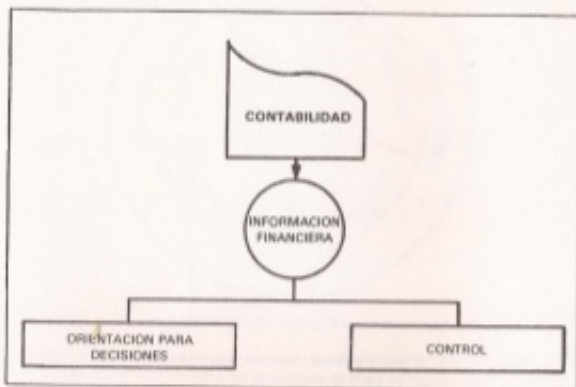 CONTABILIDAD
INFORMACION
FINANCIERA
ORIENTACION PARA
DECISIONES
CONTROL